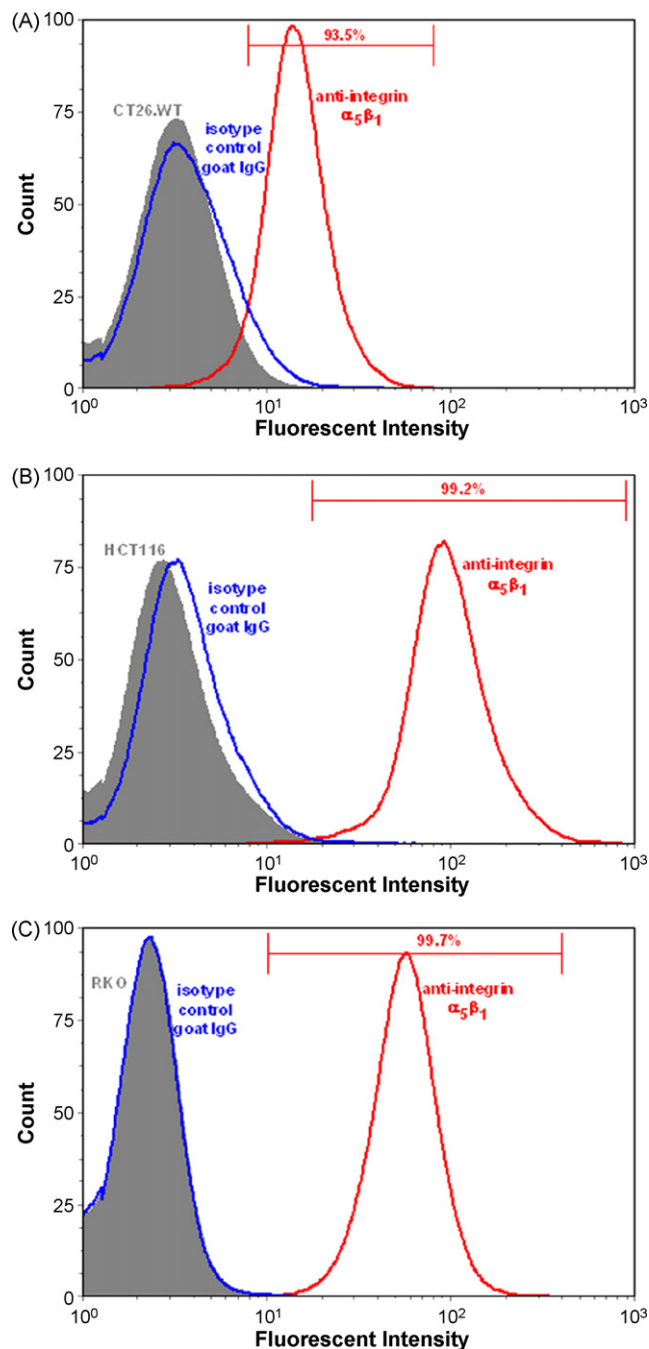 (A)
100
75
50
25
0
Count
93.5%
CT26.WT
isotype
control
goat IgG
anti-integrin
α5β1
10⁰
10¹
10²
10³
Fluorescent Intensity
(B)
100
75
50
25
0
Count
99.2%
HCT116
isotype
control
goat IgG
anti-integrin
α5β1
10⁰
10¹
10²
10³
Fluorescent Intensity
(C)
100
75
50
25
0
Count
99.7%
RKO
isotype
control
goat IgG
anti-integrin
α5β1
10⁰
10¹
10²
10³
Fluorescent Intensity